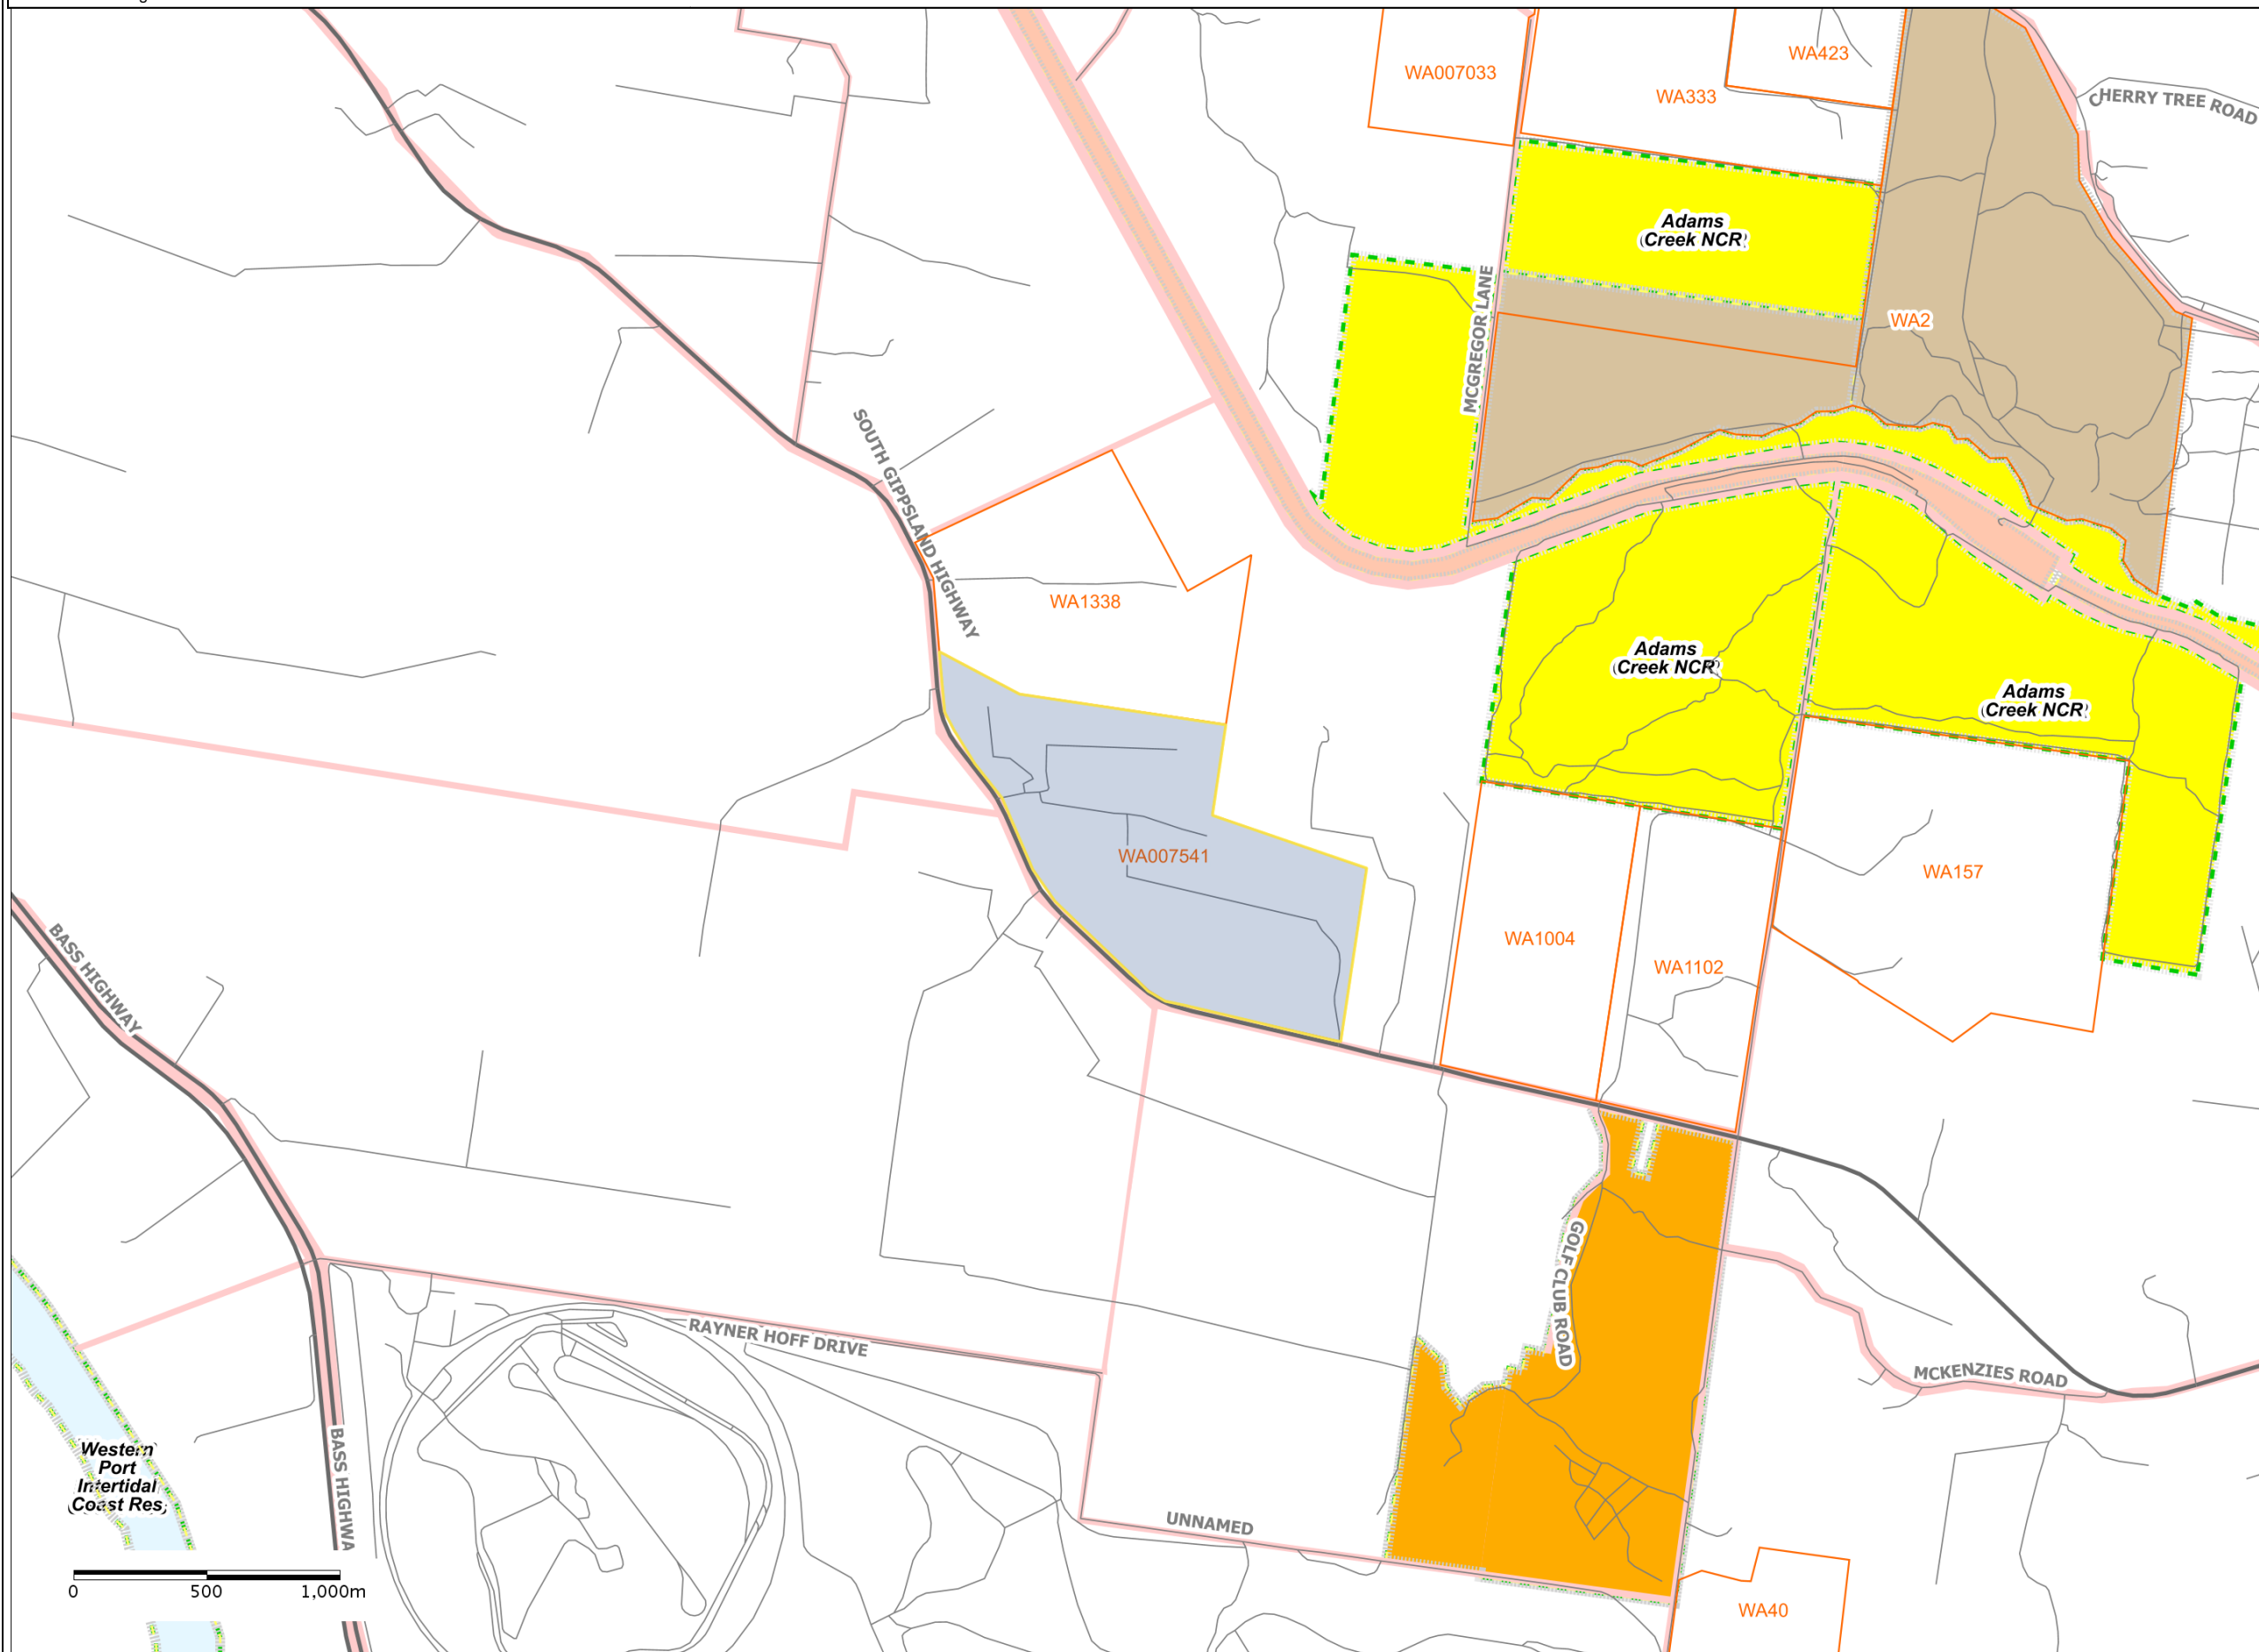 WA423
WA007033
WA333
CHERRY TREE ROAD
Adams
Creek NCR
WA2
MCGREGOR LANE
SOUTH GIPPSLAND HIGHWAY
WA1338
Adams
Creek NCR
Adams
Creek NCR
WA007541
WA157
WA1004
WA1102
BASS HIGHWAY
GOLF CLUB ROAD
RAYNER HOFF DRIVE
MCKENZIES ROAD
BASS HIGHWA
Western
Port
Intertidal
Coast Res
UNNAMED
0 500 1,000m
WA40